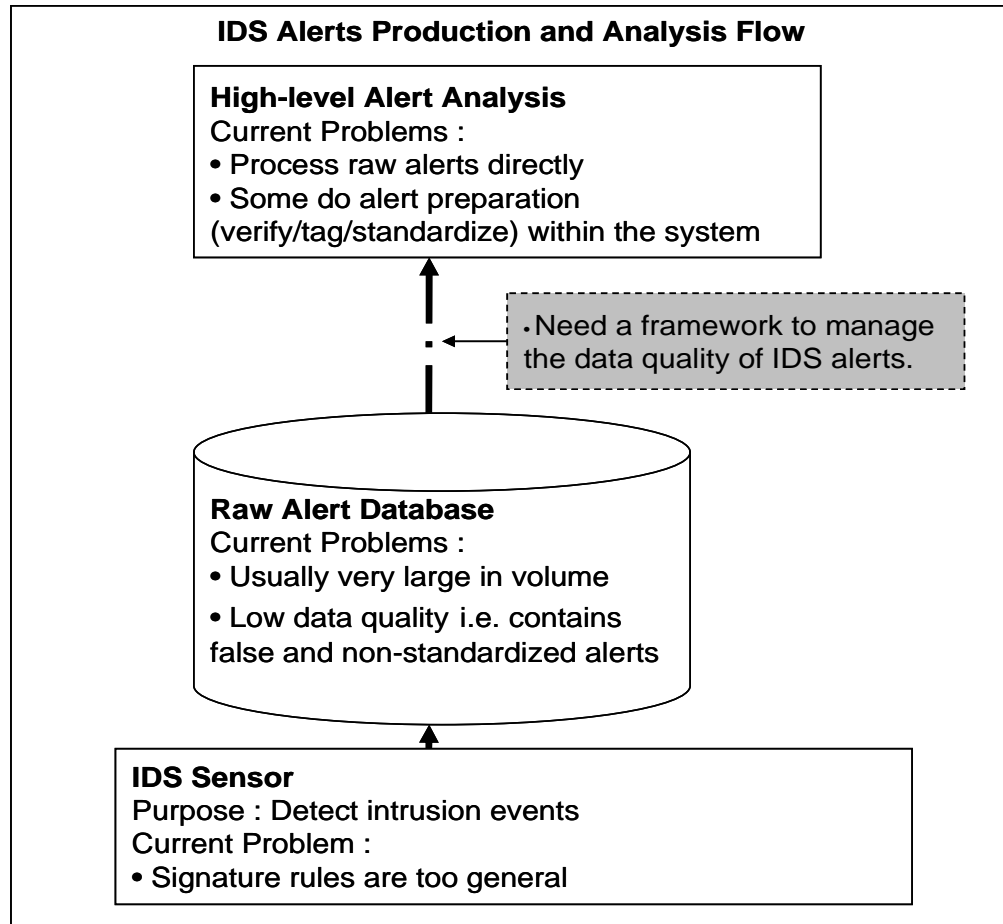 IDS Alerts Production and Analysis Flow
High-level Alert Analysis
Current Problems :
• Process raw alerts directly
• Some do alert preparation
(verify/tag/standardize) within the system
• Need a framework to manage
the data quality of IDS alerts.
Raw Alert Database
Current Problems :
• Usually very large in volume
• Low data quality i.e. contains
false and non-standardized alerts
IDS Sensor
Purpose : Detect intrusion events
Current Problem :
• Signature rules are too general